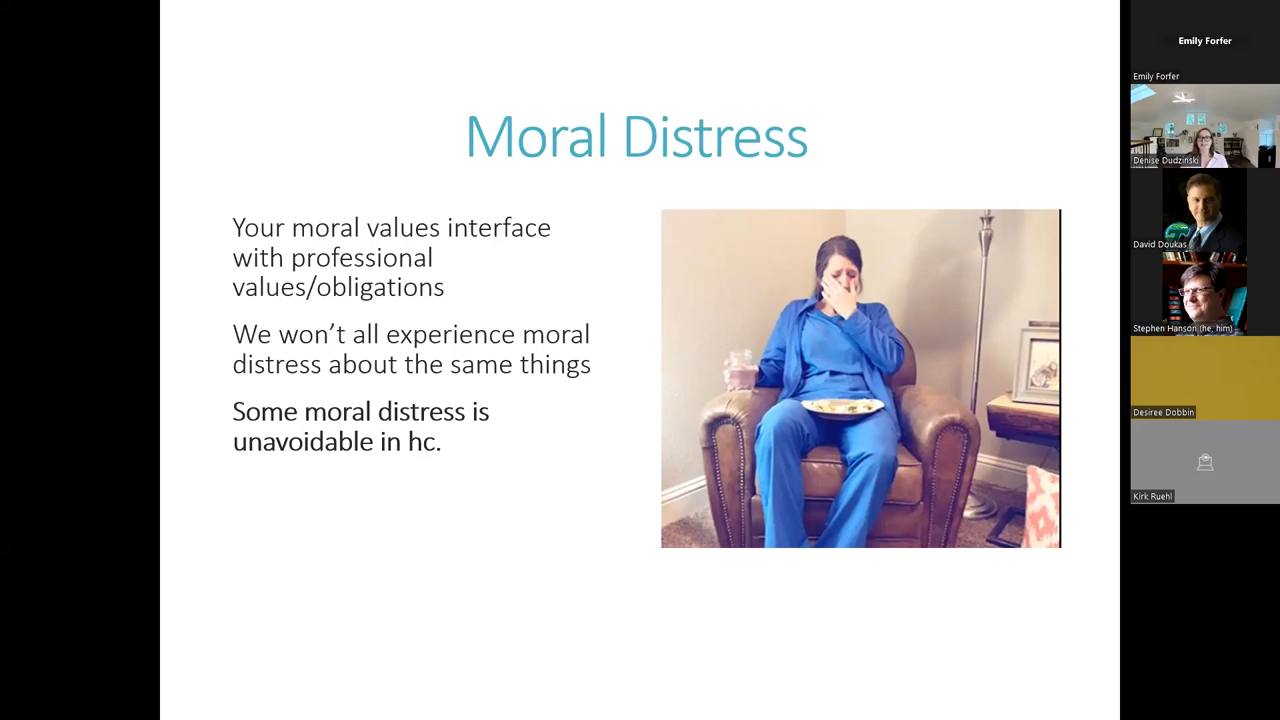 Moral Distress
Your moral values interface
with professional
values/obligations
We won’t all experience moral
distress about the same things
Some moral distress is
unavoidable in hc.
Emily Forfer
Emily Forfer
Denise Dudzinski
David Doukas
Stephen Hanson (he, him)
Desiree Dobbin
Kirk Ruehl